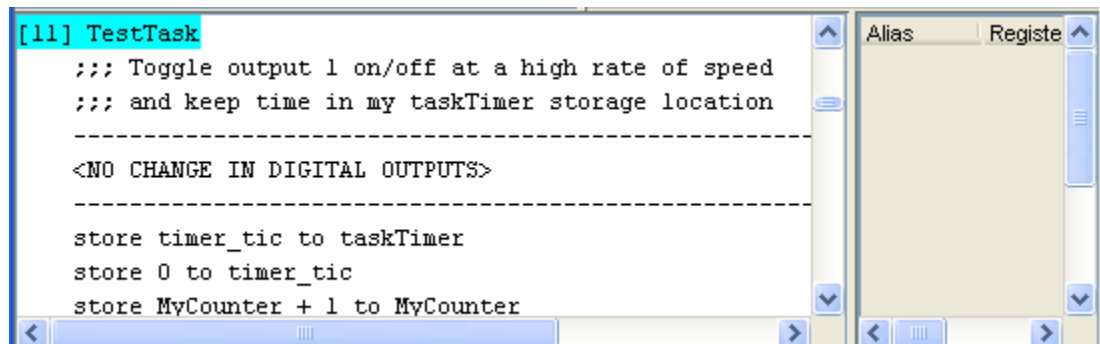 [11] TestTask
;;; Toggle output 1 on/off at a high rate of speed
;;; and keep time in my taskTimer storage location
------------------------------------------------------
<NO CHANGE IN DIGITAL OUTPUTS>
------------------------------------------------------
store timer_tic to taskTimer
store 0 to timer_tic
store MyCounter + 1 to MyCounter
Alias Registe